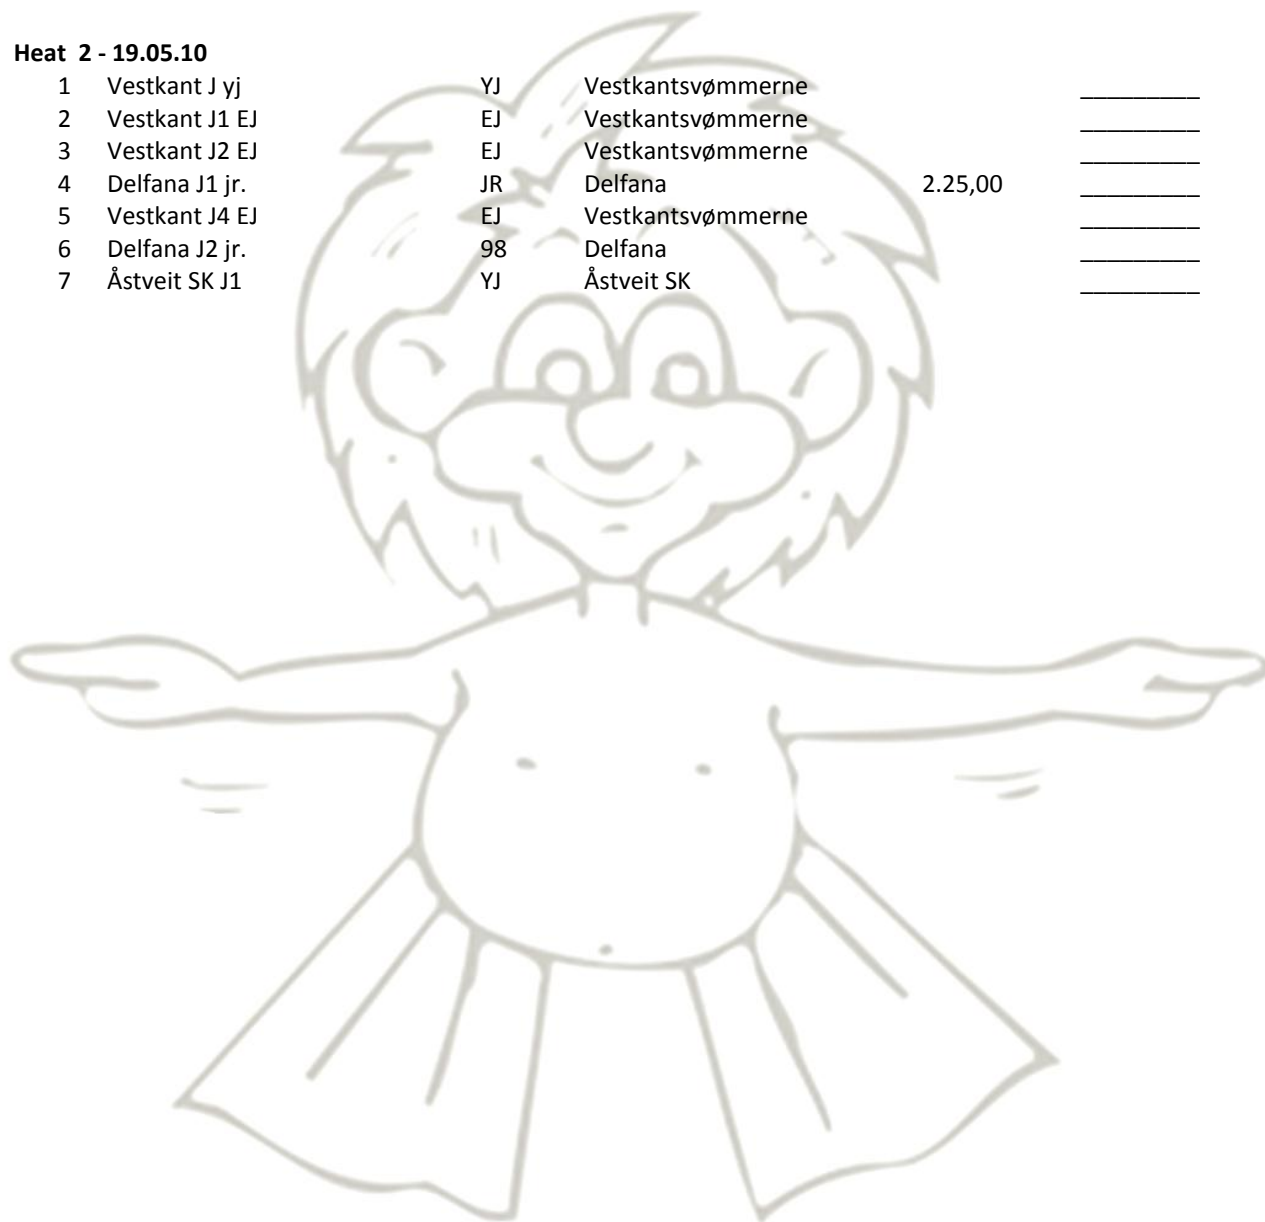 Heat 2 - 19.05.10
1 Vestkant J yj YJ Vestkantsvømmerne _________
2 Vestkant J1 EJ EJ Vestkantsvømmerne _________
3 Vestkant J2 EJ EJ Vestkantsvømmerne _________
4 Delfana J1 jr. JR Delfana 2.25,00 _________
5 Vestkant J4 EJ EJ Vestkantsvømmerne _________
6 Delfana J2 jr. 98 Delfana _________
7 Åstveit SK J1 YJ Åstveit SK _________